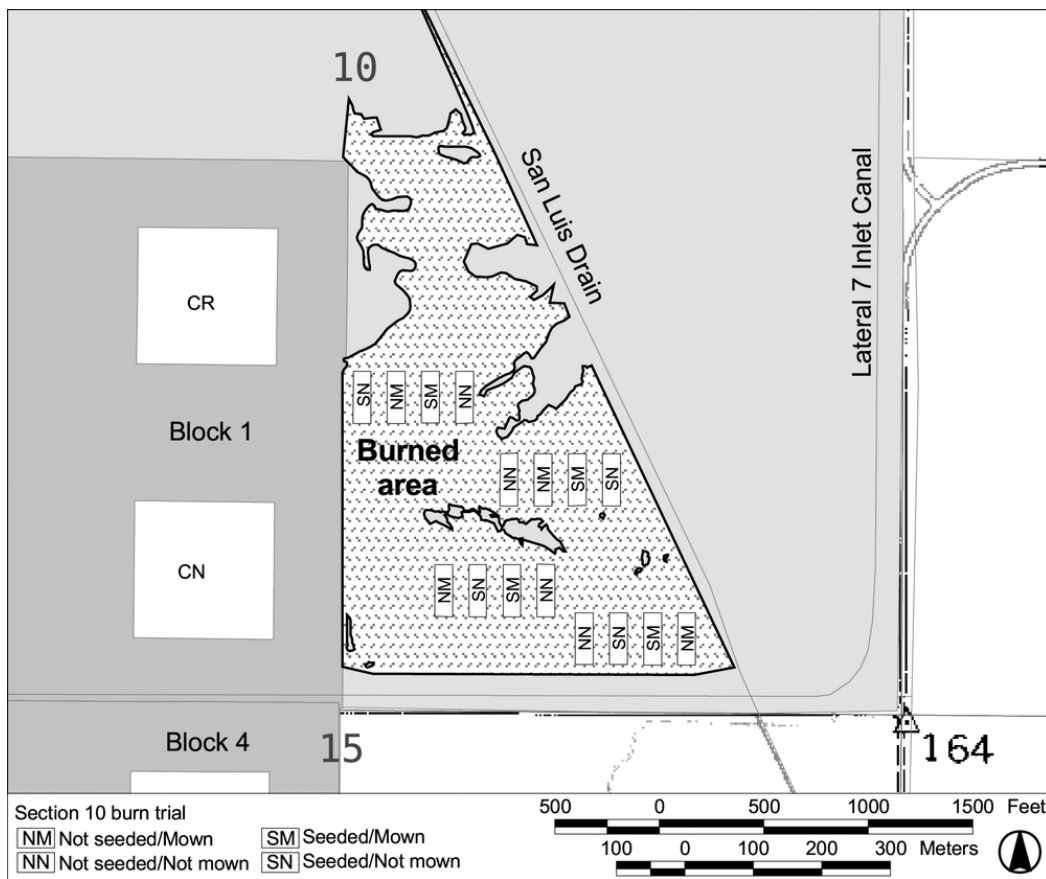 10
San Luis Drain
Lateral 7 Inlet Canal
CR
SN NM SM NN
Block 1
Burned
area
NN NM SM SN
CN
NM SN SM NN
NN SN SM NM
Block 4
15
164
Section 10 burn trial
NM Not seeded/Mown
SM Seeded/Mown
NN Not seeded/Not mown
SN Seeded/Not mown
500 0 500 1000 1500 Feet
100 0 100 200 300 Meters